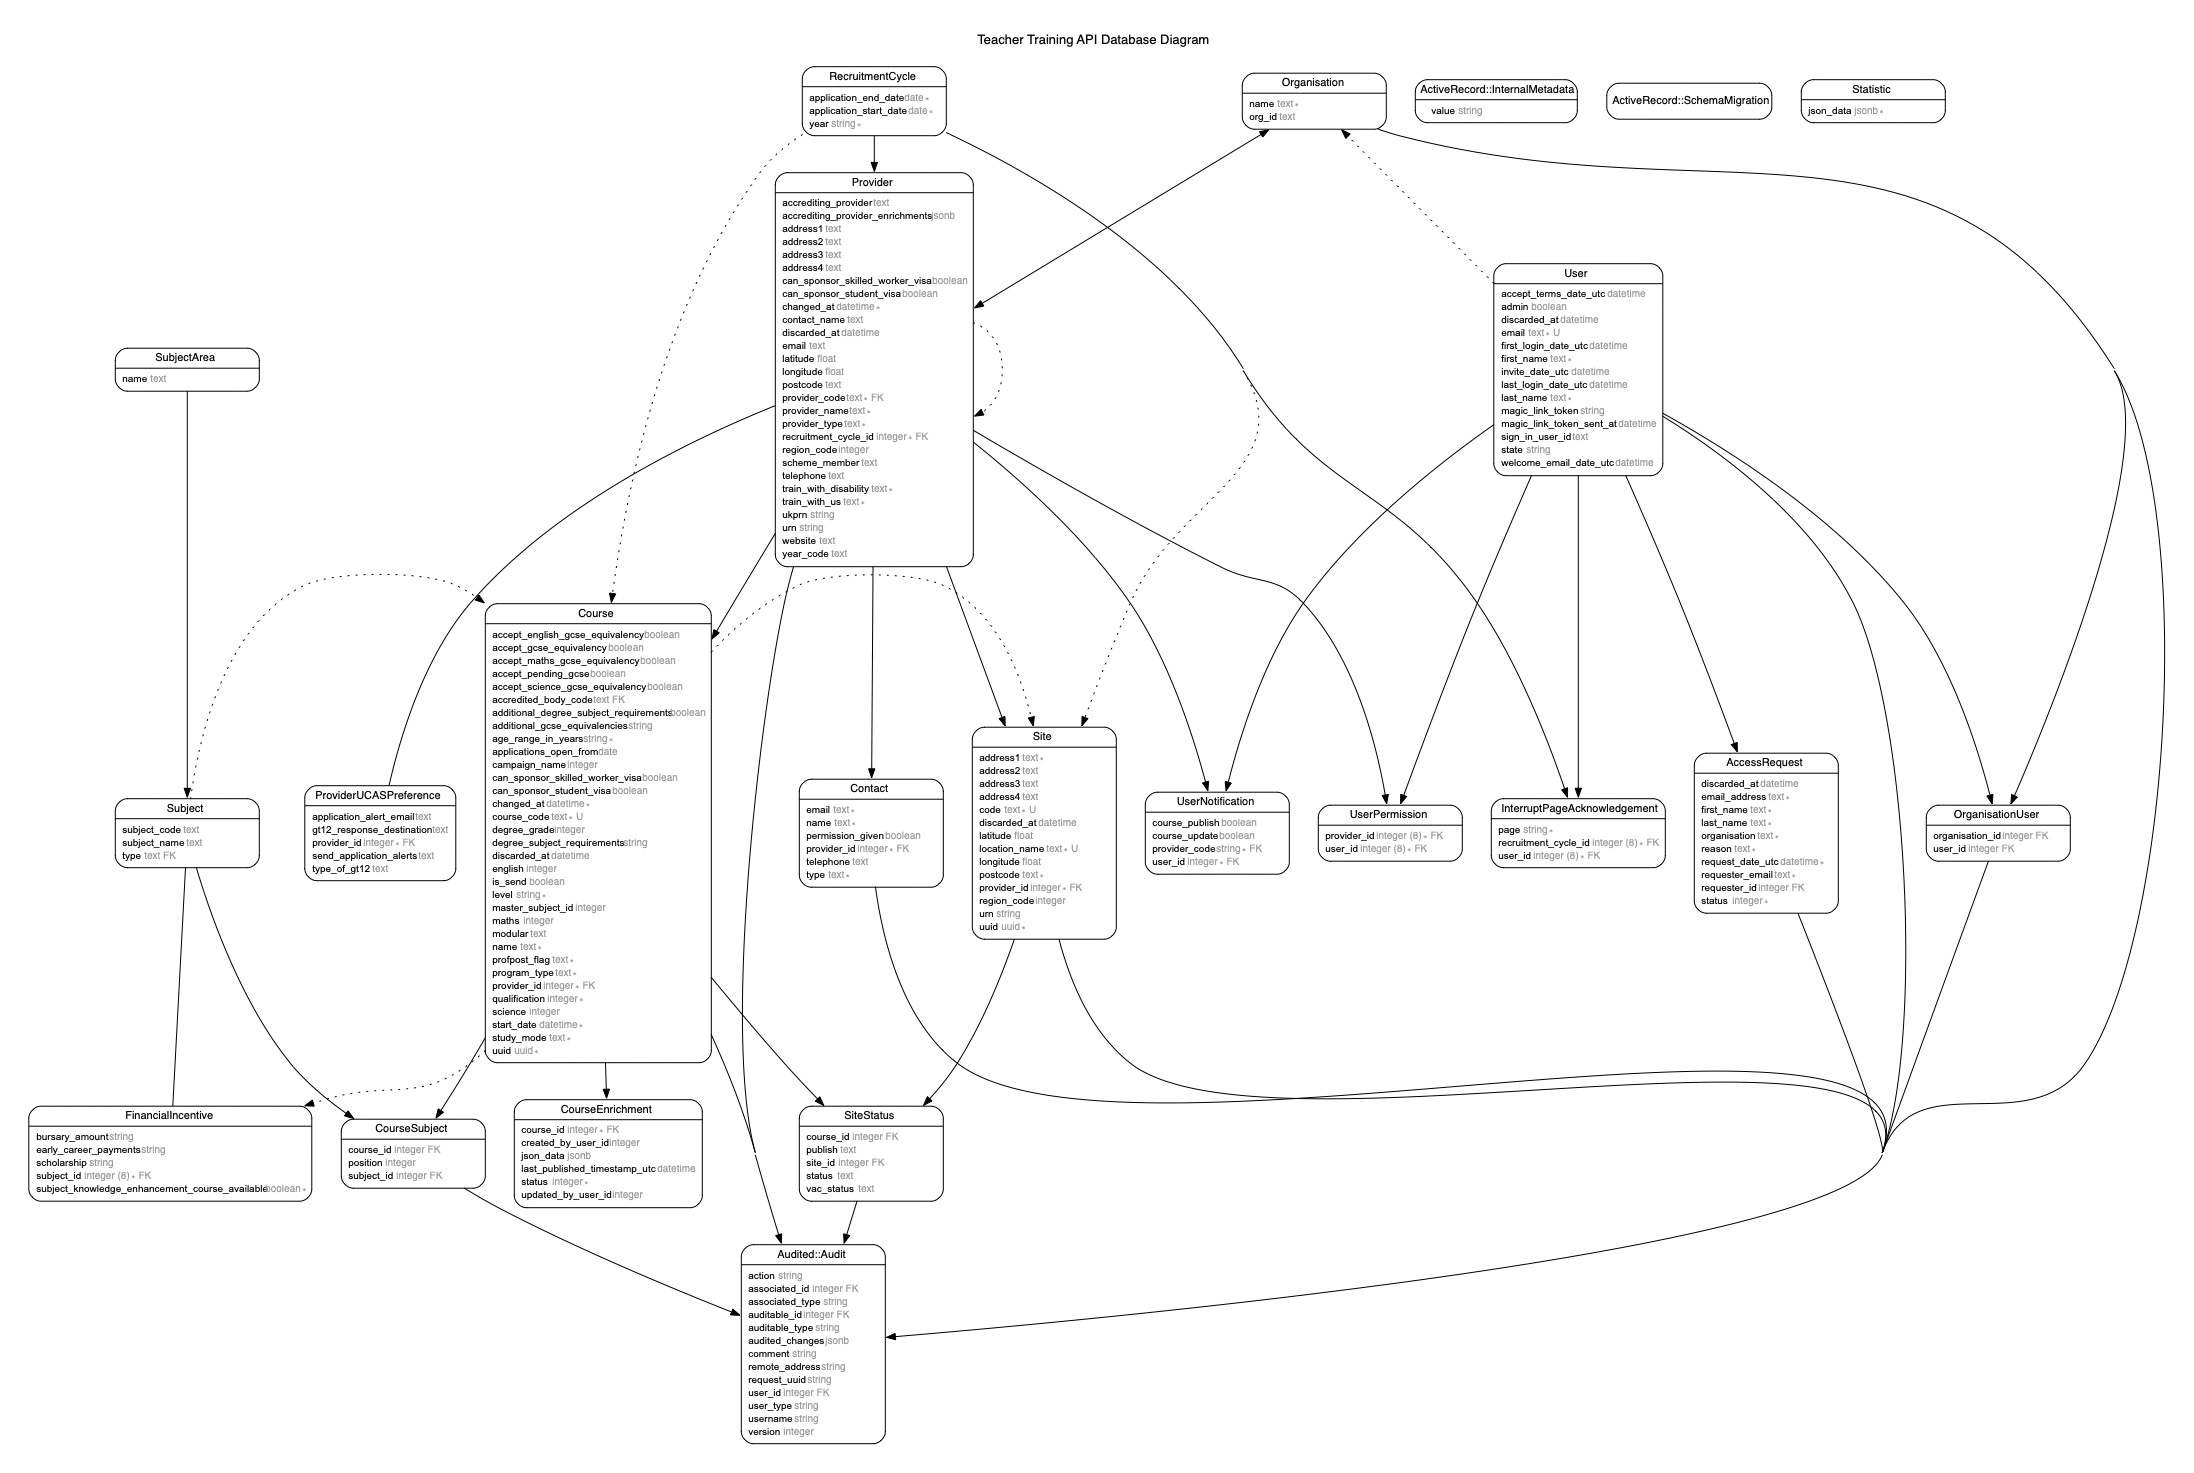 Teacher Training API Database Diagram
RecruitmentCycle
application_end_date date ∗
application_start_date date ∗
year string ∗
Organisation
name text ∗
org_id text
ActiveRecord::InternalMetadata
value string
ActiveRecord::SchemaMigration
Statistic
json_data jsonb ∗
Provider
accrediting_provider text
accrediting_provider_enrichments jsonb
address1 text
address2 text
address3 text
address4 text
can_sponsor_skilled_worker_visa boolean
can_sponsor_student_visa boolean
changed_at datetime ∗
contact_name text
discarded_at datetime
email text
latitude float
longitude float
postcode text
provider_code text ∗ FK
provider_name text ∗
provider_type text ∗
recruitment_cycle_id integer ∗ FK
region_code integer
scheme_member text
telephone text
train_with_disability text ∗
train_with_us text ∗
ukprn string
urn string
website text
year_code text
User
accept_terms_date_utc datetime
admin boolean
discarded_at datetime
email text ∗ U
first_login_date_utc datetime
first_name text ∗
invite_date_utc datetime
last_login_date_utc datetime
last_name text ∗
magic_link_token string
magic_link_token_sent_at datetime
sign_in_user_id text
state string
welcome_email_date_utc datetime
SubjectArea
name text
Course
accept_english_gcse_equivalency boolean
accept_gcse_equivalency boolean
accept_maths_gcse_equivalency boolean
accept_pending_gcse boolean
accept_science_gcse_equivalency boolean
accredited_body_code text FK
additional_degree_subject_requirements boolean
additional_gcse_equivalencies string
age_range_in_years string ∗
applications_open_from date
campaign_name integer
can_sponsor_skilled_worker_visa boolean
can_sponsor_student_visa boolean
changed_at datetime ∗
course_code text ∗ U
degree_grade integer
degree_subject_requirements string
discarded_at datetime
english integer
is_send boolean
level string ∗
master_subject_id integer
maths integer
modular text
name text ∗
profpost_flag text ∗
program_type text ∗
provider_id integer ∗ FK
qualification integer ∗
science integer
start_date datetime ∗
study_mode text ∗
uuid uuid ∗
Subject
subject_code text
subject_name text
type text FK
ProviderUCASPreference
application_alert_email text
gt12_response_destination text
provider_id integer ∗ FK
send_application_alerts text
type_of_gt12 text
Contact
email text ∗
name text ∗
permission_given boolean
provider_id integer ∗ FK
telephone text
type text ∗
Site
address1 text ∗
address2 text
address3 text
address4 text
code text ∗ U
discarded_at datetime
latitude float
location_name text ∗ U
longitude float
postcode text ∗
provider_id integer ∗ FK
region_code integer
urn string
uuid uuid ∗
UserNotification
course_publish boolean
course_update boolean
provider_code string ∗ FK
user_id integer ∗ FK
UserPermission
provider_id integer (8) ∗ FK
user_id integer (8) ∗ FK
InterruptPageAcknowledgement
page string ∗
recruitment_cycle_id integer (8) ∗ FK
user_id integer (8) ∗ FK
AccessRequest
discarded_at datetime
email_address text ∗
first_name text ∗
last_name text ∗
organisation text ∗
reason text ∗
request_date_utc datetime ∗
requester_email text ∗
requester_id integer FK
status integer ∗
OrganisationUser
organisation_id integer FK
user_id integer FK
FinancialIncentive
bursary_amount string
early_career_payments string
scholarship string
subject_id integer (8) ∗ FK
subject_knowledge_enhancement_course_available boolean ∗
CourseSubject
course_id integer FK
position integer
subject_id integer FK
CourseEnrichment
course_id integer ∗ FK
created_by_user_id integer
json_data jsonb
last_published_timestamp_utc datetime
status integer ∗
updated_by_user_id integer
SiteStatus
course_id integer FK
publish text
site_id integer FK
status text
vac_status text
Audited::Audit
action string
associated_id integer FK
associated_type string
auditable_id integer FK
auditable_type string
audited_changes jsonb
comment string
remote_address string
request_uuid string
user_id integer FK
user_type string
username string
version integer